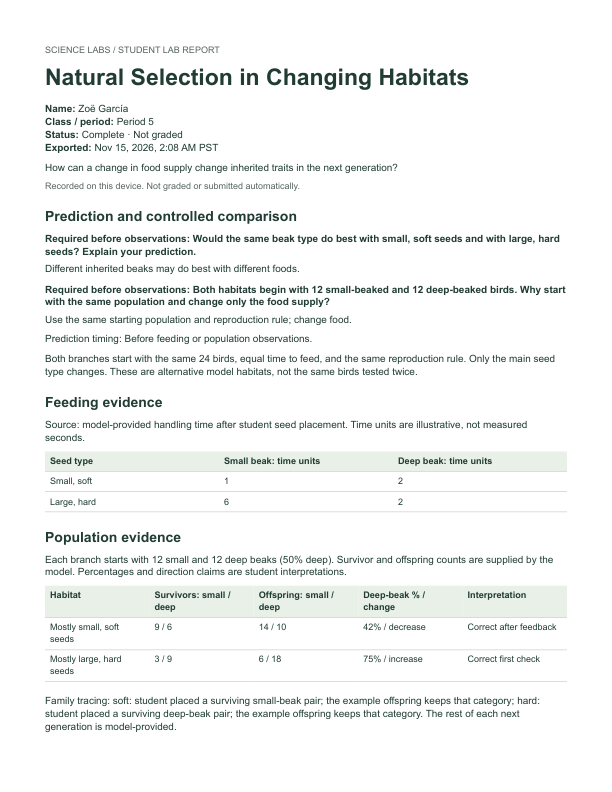 SCIENCE LABS / STUDENT LAB REPORT
Natural Selection in Changing Habitats
Name: Zoë García
Class / period: Period 5
Status: Complete · Not graded
Exported: Nov 15, 2026, 2:08 AM PST
How can a change in food supply change inherited traits in the next generation?
Recorded on this device. Not graded or submitted automatically.
Prediction and controlled comparison
Required before observations: Would the same beak type do best with small, soft seeds and with large, hard
seeds? Explain your prediction.
Different inherited beaks may do best with different foods.
Required before observations: Both habitats begin with 12 small-beaked and 12 deep-beaked birds. Why start
with the same population and change only the food supply?
Use the same starting population and reproduction rule; change food.
Prediction timing: Before feeding or population observations.
Both branches start with the same 24 birds, equal time to feed, and the same reproduction rule. Only the main seed
type changes. These are alternative model habitats, not the same birds tested twice.
Feeding evidence
Source: model-provided handling time after student seed placement. Time units are illustrative, not measured
seconds.
Seed type Small beak: time units Deep beak: time units
Small, soft 1 2
Large, hard 6 2
Population evidence
Each branch starts with 12 small and 12 deep beaks (50% deep). Survivor and offspring counts are supplied by the
model. Percentages and direction claims are student interpretations.
Habitat Survivors: small / Offspring: small / Deep-beak % / Interpretation
deep deep change
Mostly small, soft 9 / 6 14 / 10 42% / decrease Correct after feedback
seeds
Mostly large, hard 3 / 9 6 / 18 75% / increase Correct first check
seeds
Family tracing: soft: student placed a surviving small-beak pair; the example offspring keeps that category; hard:
student placed a surviving deep-beak pair; the example offspring keeps that category. The rest of each next
generation is model-provided.